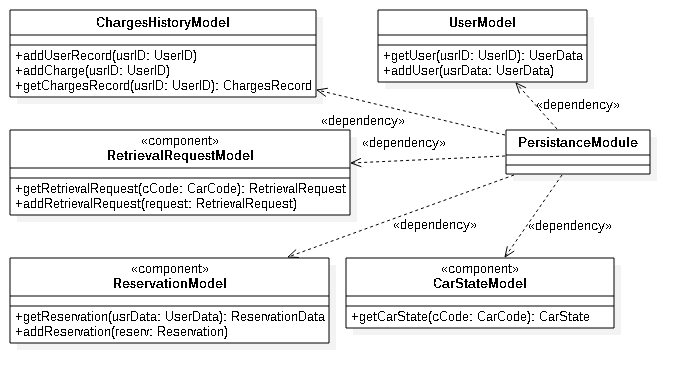 ChargesHistoryModel
+addUserRecord(usrID: UserID)
+addCharge(usrID: UserID)
+getChargesRecord(usrID: UserID): ChargesRecord
UserModel
+getUser(usrID: UserID): UserData
+addUser(usrData: UserData)
«dependency»
«dependency»
«dependency»
PersistanceModule
«component»
RetrievalRequestModel
+getRetrievalRequest(cCode: CarCode): RetrievalRequest
+addRetrievalRequest(request: RetrievalRequest)
«dependency»
«dependency»
«component»
ReservationModel
+getReservation(usrData: UserData): ReservationData
+addReservation(reserv: Reservation)
«component»
CarStateModel
+getCarState(cCode: CarCode): CarState